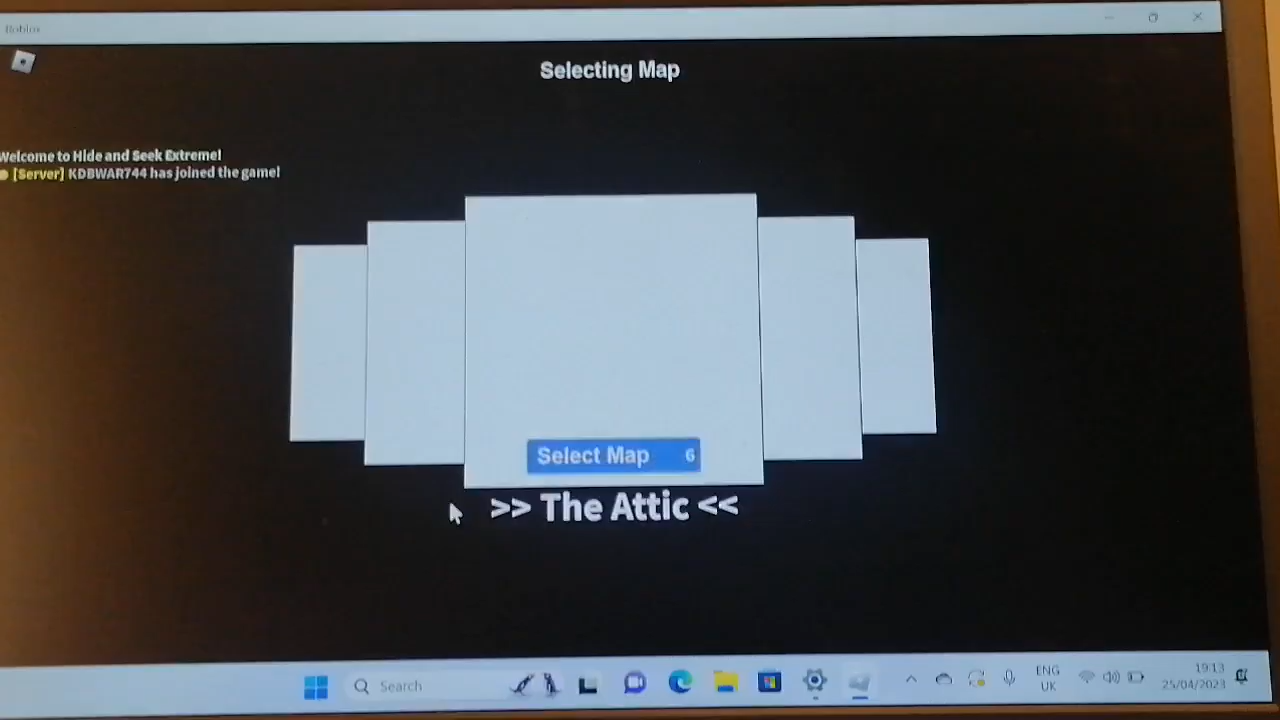 Roblox
Selecting Map
Welcome to Hide and Seek Extreme!
[Server] KDBWAR744 has joined the game!
Select Map 6
>> The Attic <<
Search
ENG
UK
19:13
25/04/2023